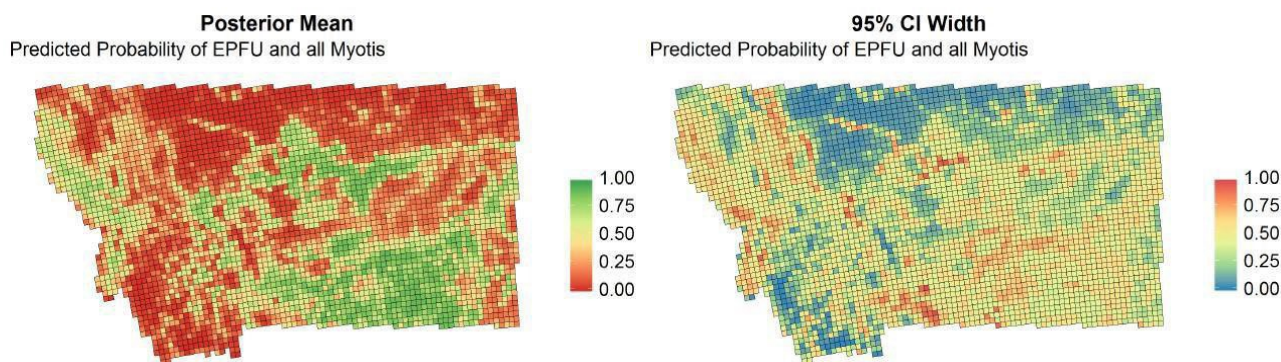 Posterior Mean
Predicted Probability of EPFU and all Myotis
1.00
0.75
0.50
0.25
0.00
95% CI Width
Predicted Probability of EPFU and all Myotis
1.00
0.75
0.50
0.25
0.00